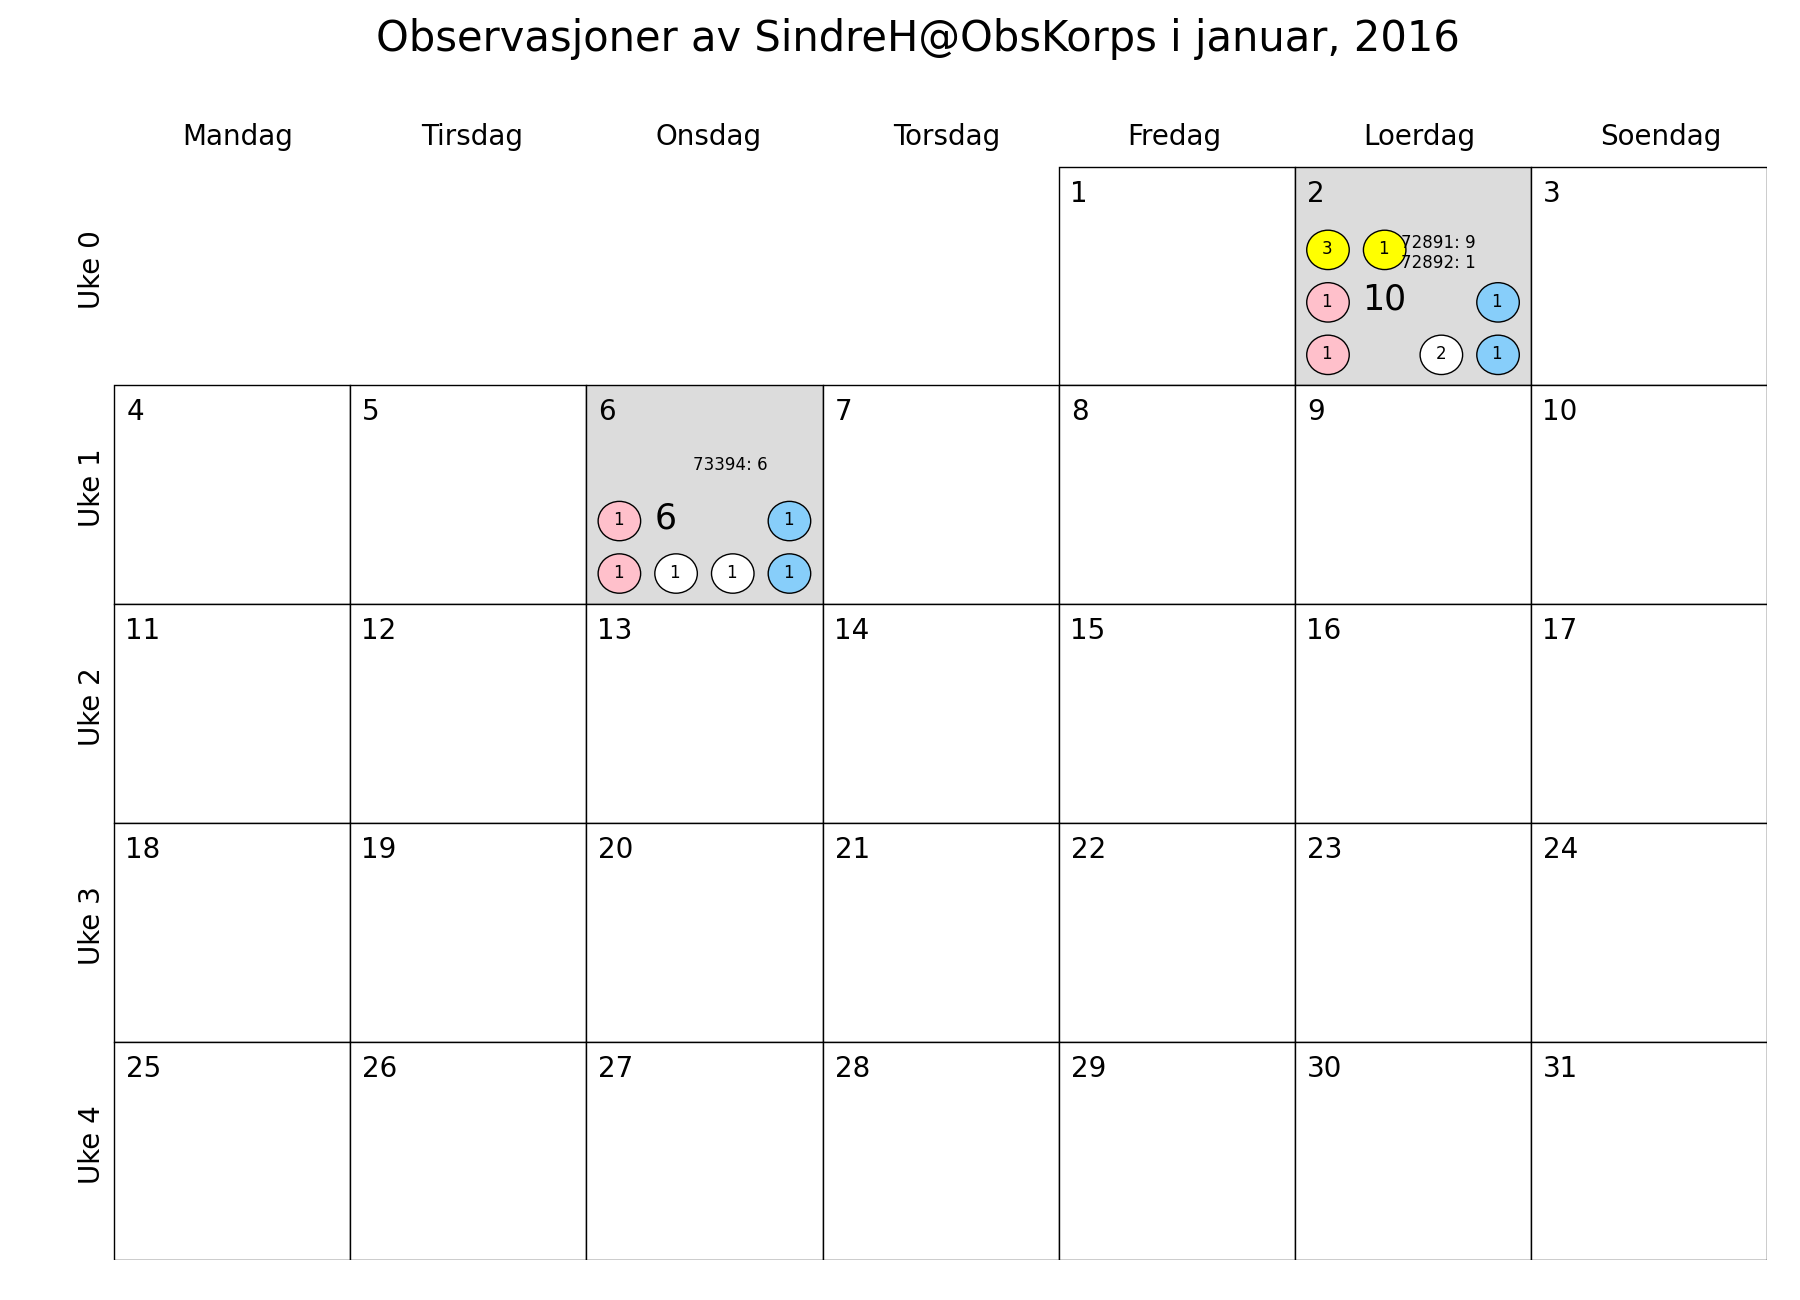 Observasjoner av SindreH@ObsKorps i januar, 2016
Mandag Tirsdag Onsdag Torsdag Fredag Loerdag Soendag
Uke 0
1 2 3
3 1 72891: 9
72892: 1
1 10 1
1 2 1
Uke 1
4 5 6 7 8 9 10
73394: 6
1 6 1
1 1 1 1
Uke 2
11 12 13 14 15 16 17
Uke 3
18 19 20 21 22 23 24
Uke 4
25 26 27 28 29 30 31